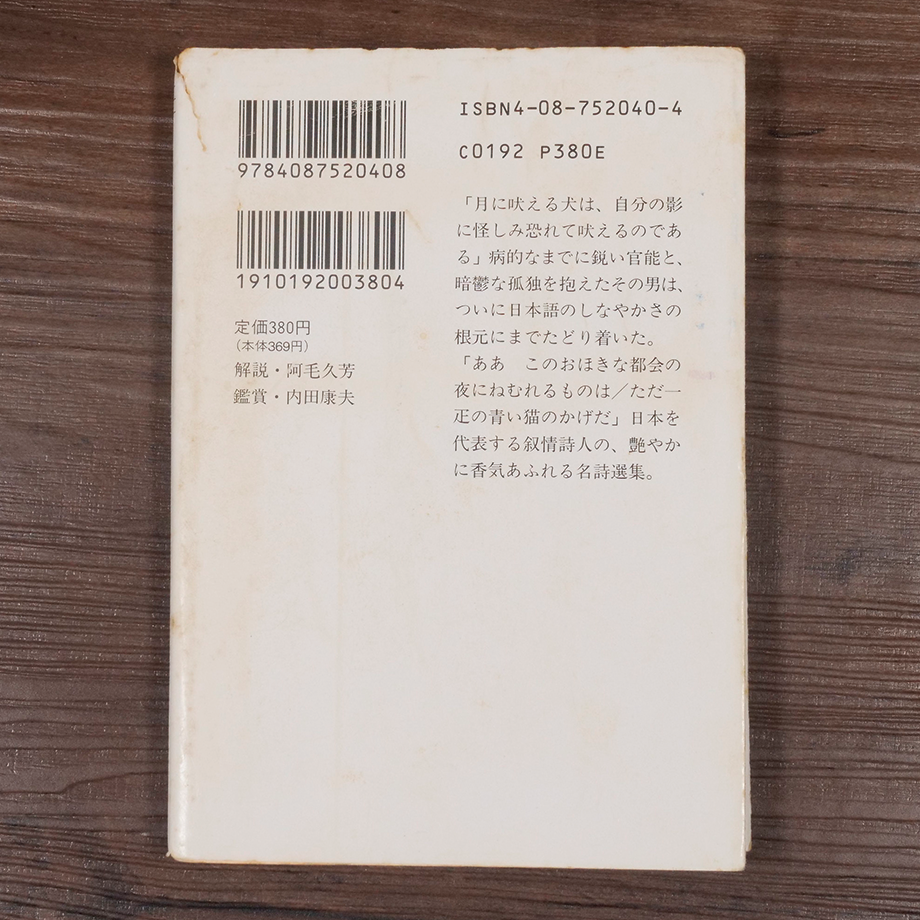 9784087520408
1910192003804
定価380円
(本体369円)
解説・阿毛久芳
鑑賞・内田康夫
ISBN4-08-752040-4
C0192 P380E
「月に吠える犬は、自分の影
に怪しみ恐れて吠えるのであ
る」病的なまでに鋭い官能と、
暗鬱な孤独を抱えたその男は、
ついに日本語のしなやかさの
根元にまでたどり着いた。
「ああ　このおほきな都会の
夜にねむれるものは／ただ一
疋の青い猫のかげだ」日本を
代表する叙情詩人の、艶やか
に香気あふれる名詩選集。